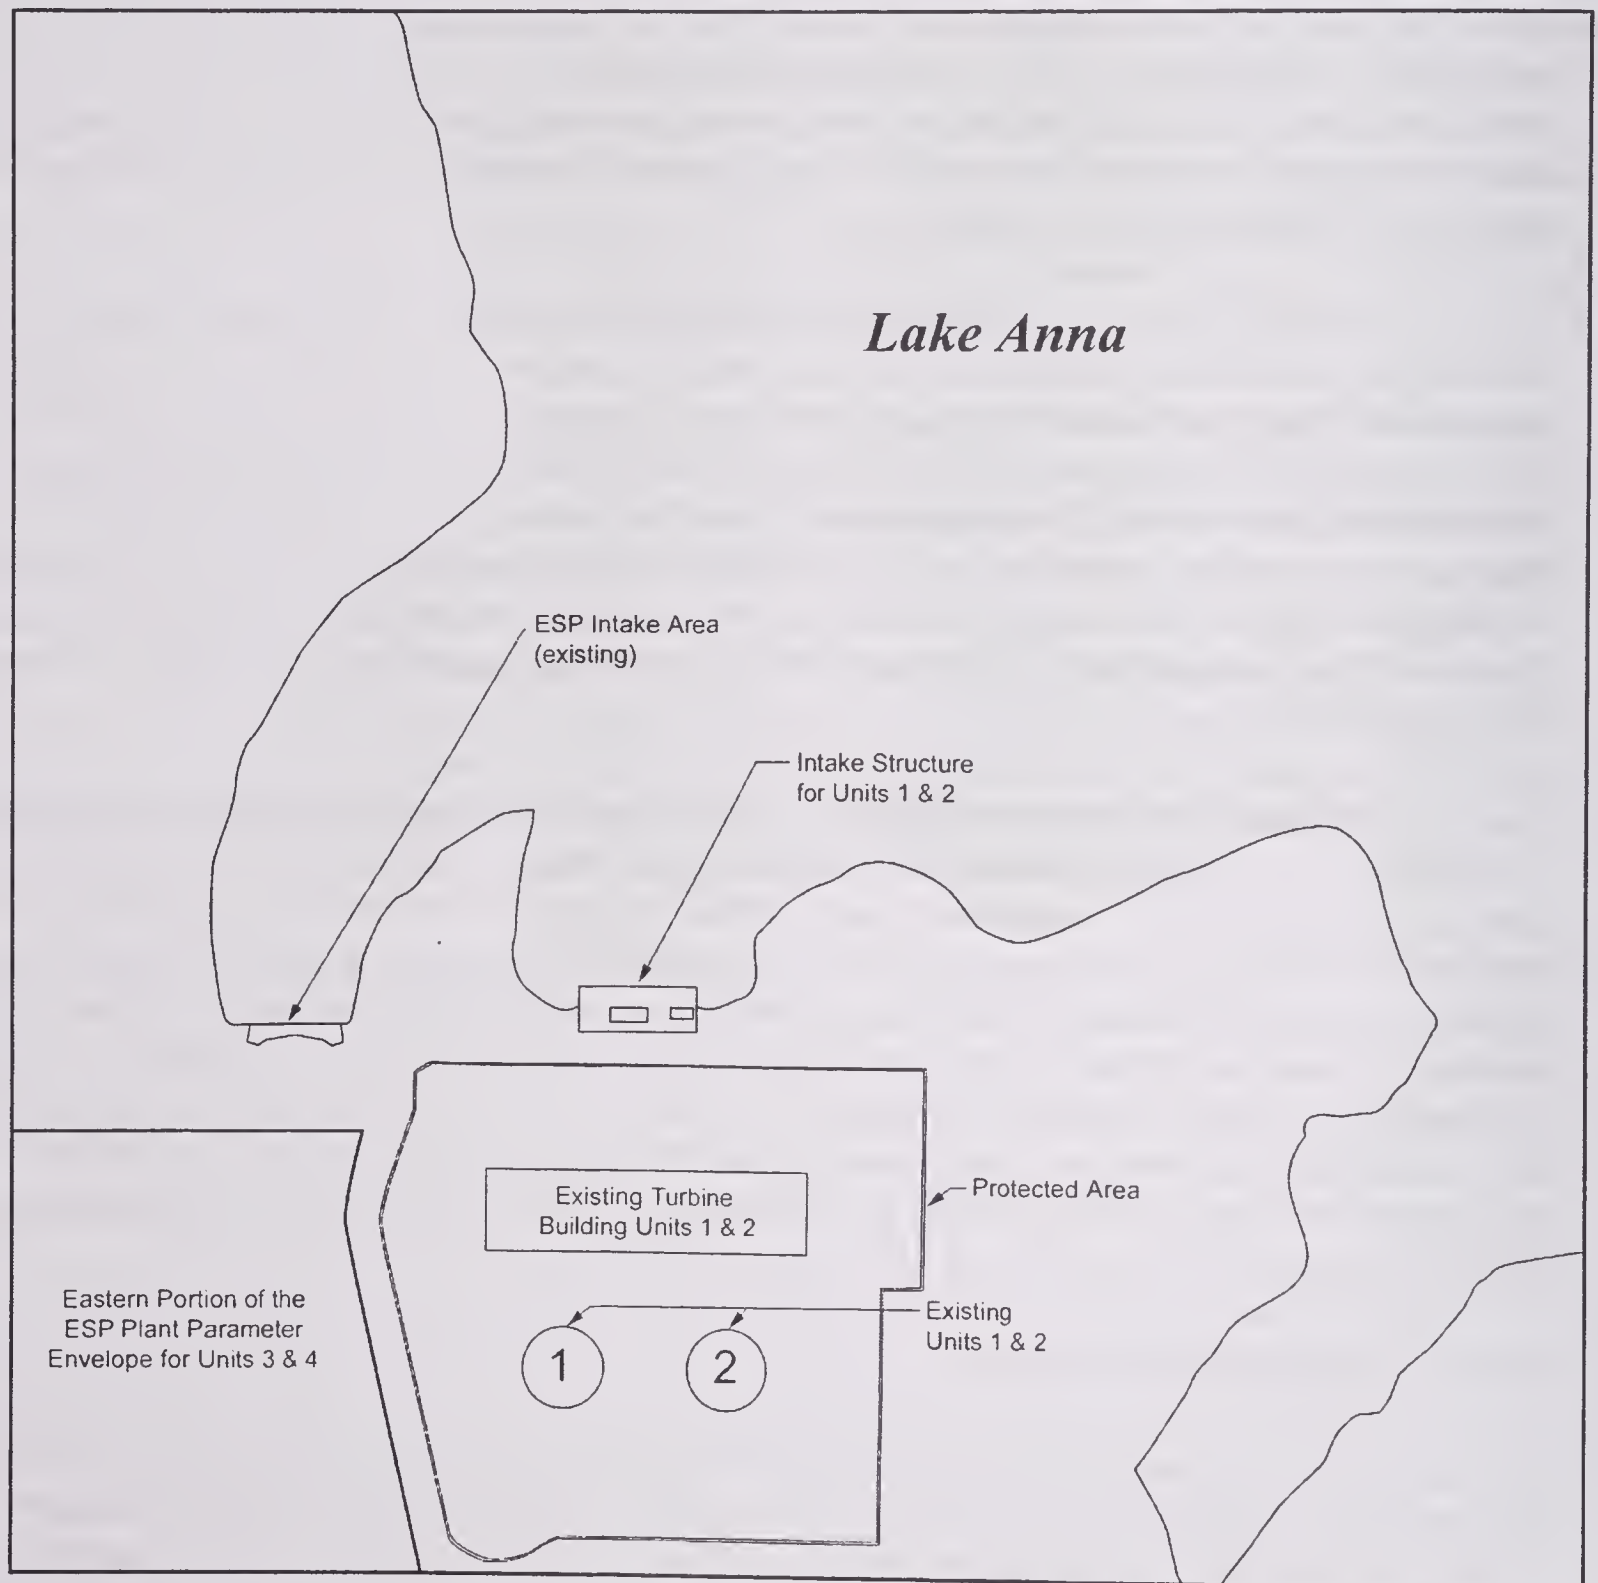 Lake Anna
ESP Intake Area
(existing)
Intake Structure
for Units 1 & 2
Existing Turbine
Building Units 1 & 2
Protected Area
Eastern Portion of the
ESP Plant Parameter
Envelope for Units 3 & 4
Existing
Units 1 & 2
1
2